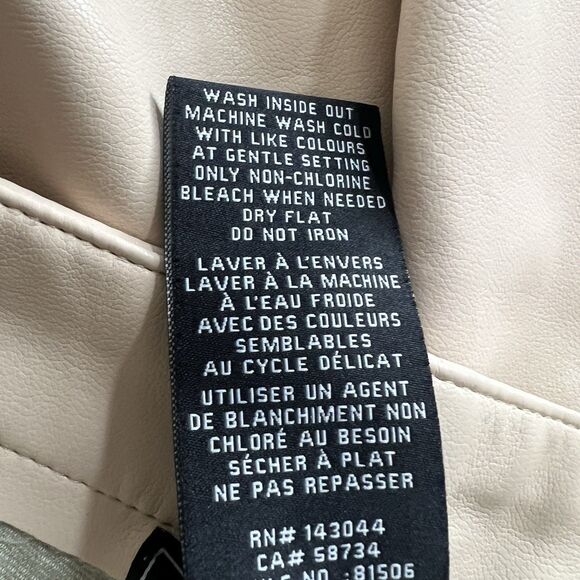 WASH INSIDE OUT
MACHINE WASH COLD
WITH LIKE COLOURS
AT GENTLE SETTING
ONLY NON-CHLORINE
BLEACH WHEN NEEDED
DRY FLAT
DO NOT IRON
LAVER À L'ENVERS
LAVER À LA MACHINE
À L'EAU FROIDE
AVEC DES COULEURS
SEMBLABLES
AU CYCLE DÉLICAT
UTILISER UN AGENT
DE BLANCHIMENT NON
CHLORÉ AU BESOIN
SÉCHER À PLAT
NE PAS REPASSER
RN# 143044
CA# 58734
NO :81506